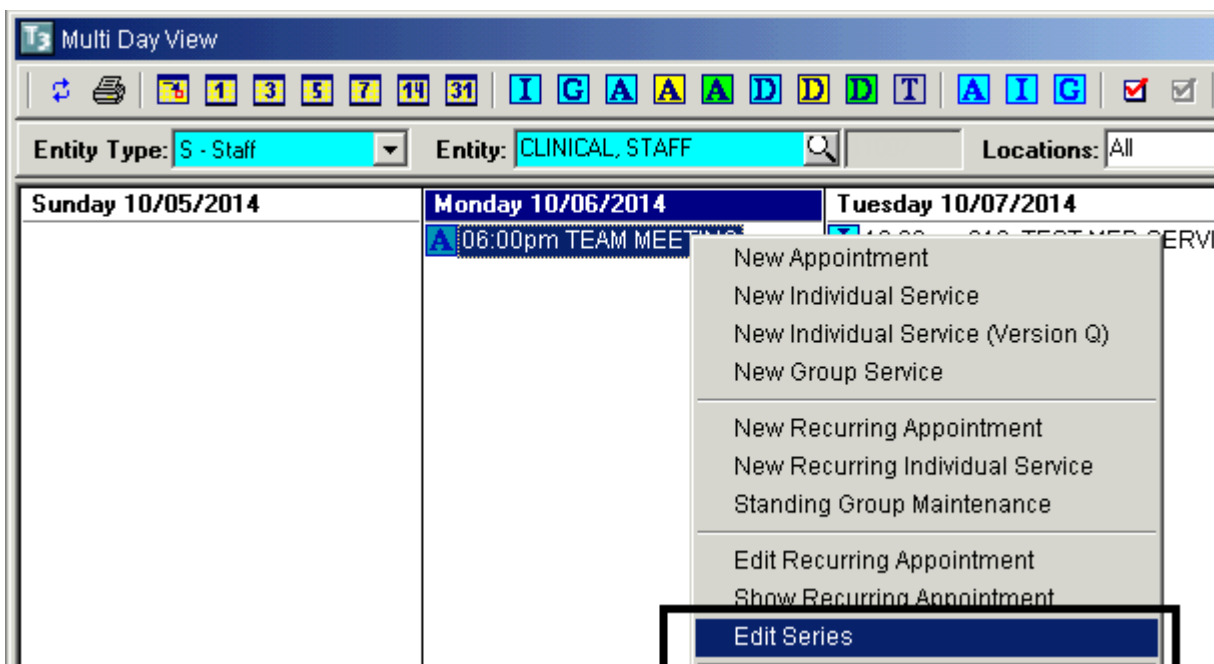 T3 Multi Day View
1 3 5 7 14 31 I G A A A D D D T A I G
Entity Type: S - Staff Entity: CLINICAL, STAFF Locations: All
Sunday 10/05/2014 Monday 10/06/2014 Tuesday 10/07/2014
A 06:00pm TEAM MEETING
New Appointment
New Individual Service
New Individual Service (Version Q)
New Group Service
New Recurring Appointment
New Recurring Individual Service
Standing Group Maintenance
Edit Recurring Appointment
Show Recurring Appointment
Edit Series